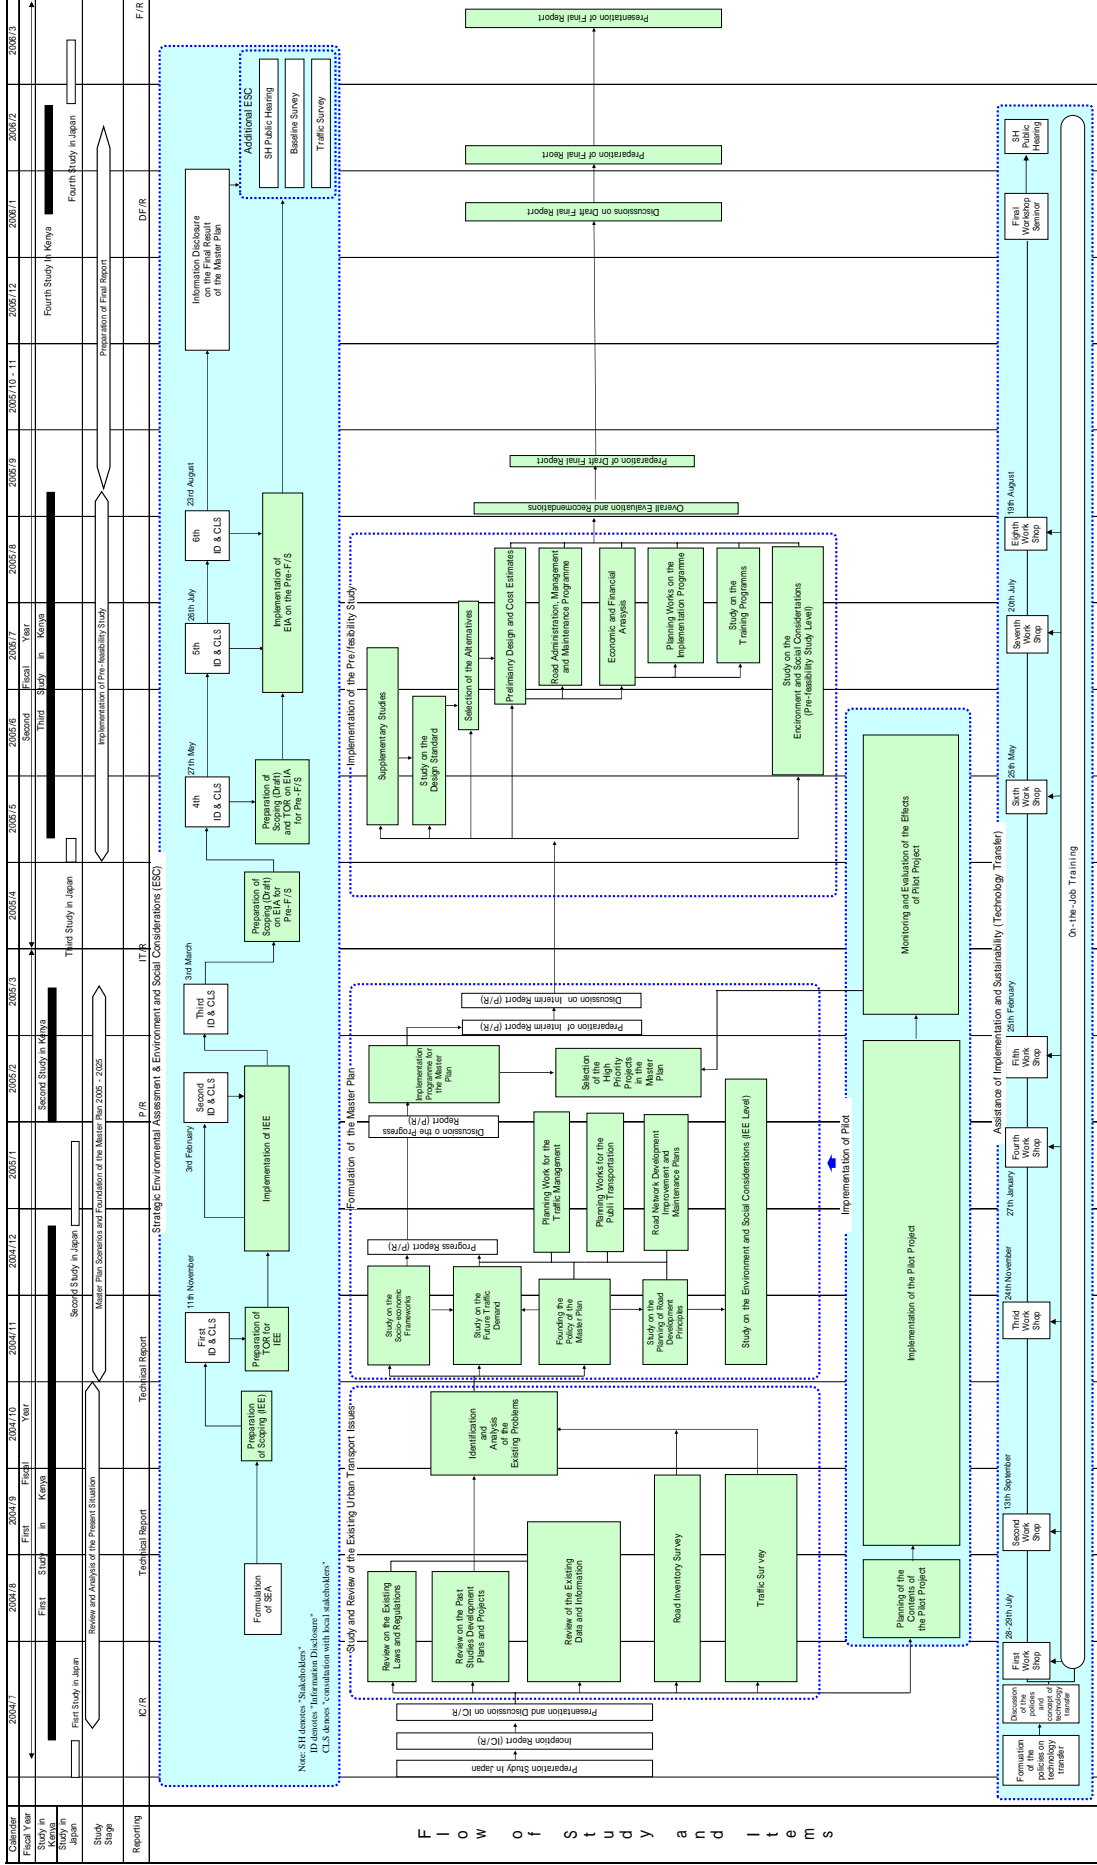 Calender
2004/7
2004/8
2004/9
2004/10
2004/11
2004/12
2005/1
2005/2
2005/3
2005/4
2005/5
2005/6
2005/7
2005/8
2005/9
2005/10 - 11
2005/12
2006/1
2006/2
2006/3
Fiscal Year
First Fiscal Year
Second Fiscal Year
Study in
Kenya
First Study in Kenya
Second Study in Kenya
Third Study in Kenya
Fourth Study In Kenya
Study in
Japan
Fisrt Study in Japan
Second Study in Japan
Third Study in Japan
Fourth Study in Japan
Study
Stage
Review and Analysis of the Present Situation
Master Plan Scenarios and Foundation of the Master Plan 2005 - 2025
Implementation of Pre-feasibility Study
Preparation of Final Report
Reporting
IC/R
Technical Report
Technical Report
P/R
IT/R
DF/R
F/R
Flow of Study and Items
Strategic Environmental Assessment & Environment and Social Considerations (ESC)
Formulation
of SEA
Preparation
of Scoping (IEE)
First
ID & CLS
11th November
Preparation of
TOR for
IEE
Implementation of IEE
3rd February
Second
ID & CLS
Third
ID & CLS
3rd March
Preparation of
Scoping (Draft)
on EIA for
Pre-F/S
4th
ID & CLS
27th May
Preparation of
Scoping (Draft)
and TOR on EIA
for Pre-F/S
5th
ID & CLS
26th July
6th
ID & CLS
23rd August
Implementation of
EIA on the Pre-F/S
Information Disclosure
on the Final Result
of the Master Plan
Additional ESC
SH Public Hearing
Baseline Survey
Traffic Survey
Note: SH denotes "Stakeholders"
ID denotes "Information Disclosure"
CLS denoes "consultation with local stakeholders"
Preparation Study In Japan
Inception Report (IC/R)
Presentation and Discussion on IC/R
Study and Review of the Existing Urban Transport Issues
Review on the Existing
Laws and Regulations
Review on the Past
Studies Development
Plans and Projects
Review of the Existing
Data and Information
Road Inventory Survey
Traffic Survey
Identification
and
Analysis
of the
Existing Problems
Formulation of the Master Plan
Study on the
Socio-economic
Frameworks
Study on the
Future Traffic
Demand
Founding the
Policy of the
Master Plan
Study on the
Planning of Road
Development
Principles
Progress Report (P/R)
Planning Work for the
Traffic Management
Planning Works for the
Publi Transportation
Road Network Development
Improvement and
Maintenance Plans
Study on the Environment and Social Considerations (IEE Level)
Discussion o the Progress
Report (P/R)
Implementation
Programme for
the Master
Plan
Selection
of the
High
Priority
Projects
in the
Master
Plan
Preparation of Interim Report (P/R)
Discussion on Interim Report (P/R)
Implementation of the Pre/fesibility Study
Supplementary Studies
Study on the
Design Standard
Selection of the Alternatives
Prelimianry Design and Cost Estimates
Road Administration, Management
and Maintenance Programme
Economic and Financial
Anasysis
Planning Works on the
Implementation Programme
Study on the
Training Programms
Study on the
Encironment and Social Considertations
(Pre-feasibility Study Level)
Overall Evaluation and Recomendations
Preparation of Draft Final Report
Discussions on Draft Final Report
Preparation of Final Reort
Presentation of Final Report
Imprementation of Pilot
Planning of the
Contents of
the Pilot Project
Implementation of the Pilot Project
Monitoring and Evaluation of the Effects
of Pilot Project
Assistance of Implementation and Sustainability (Technology Transfer)
Formuation
of the
policies on
technology
transfer
Discussion
of the
policies
and
concept of
technology
transfer
First
Work
Shop
28-29th July
Second
Work
Shop
13th September
Thrid
Work
Shop
24th November
Fourth
Work
Shop
27th January
Fifth
Work
Shop
25th February
Sixth
Work
Shop
25th May
Seventh
Work
Shop
20th July
Eighth
Work
Shop
19th August
Final
Workshop
Seminor
SH
Public
Hearing
On-the-Job Training